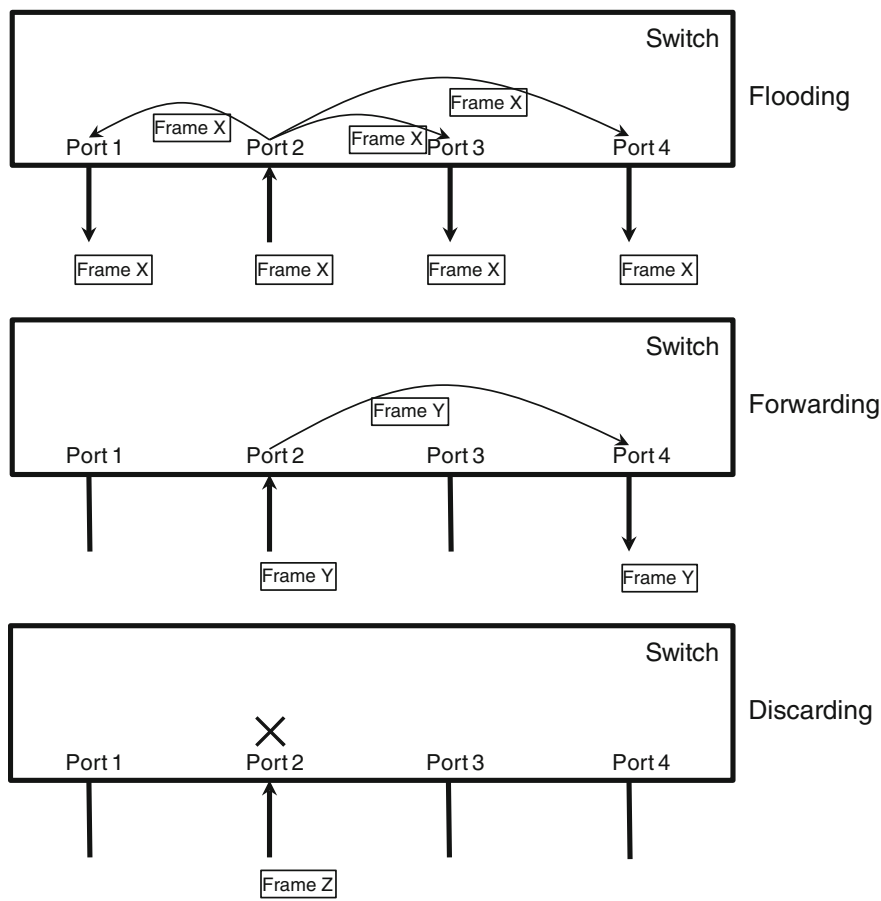 Switch
Flooding
Frame X
Frame X
Frame X
Port 1
Port 2
Port 3
Port 4
Frame X
Frame X
Frame X
Frame X
Switch
Forwarding
Frame Y
Port 1
Port 2
Port 3
Port 4
Frame Y
Frame Y
Switch
Discarding
Port 1
Port 2
Port 3
Port 4
Frame Z